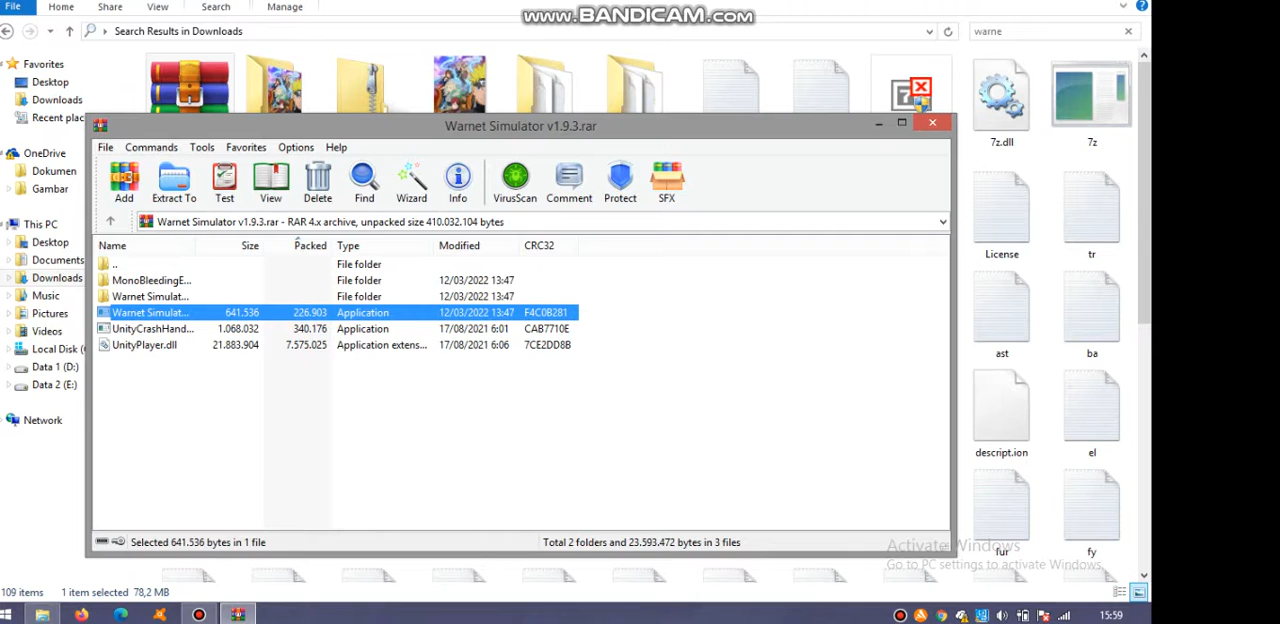 File Home Share View Search Manage
www.BANDICAM.com
Search Results in Downloads
warne
Favorites
Desktop
Downloads
Recent plac
OneDrive
Dokumen
Gambar
This PC
Desktop
Documents
Downloads
Music
Pictures
Videos
Local Disk (
Data 1 (D:)
Data 2 (E:)
Network
Warnet Simulator v1.9.3.rar
File Commands Tools Favorites Options Help
Add Extract To Test View Delete Find Wizard Info VirusScan Comment Protect SFX
Warnet Simulator v1.9.3.rar - RAR 4.x archive, unpacked size 410.032.104 bytes
Name Size Packed Type Modified CRC32
.. File folder
MonoBleedingE... File folder 12/03/2022 13:47
Warnet Simulat... File folder 12/03/2022 13:47
Warnet Simulat... 641.536 226.903 Application 12/03/2022 13:47 F4C0B281
UnityCrashHand... 1.068.032 340.176 Application 17/08/2021 6:01 CAB7710E
UnityPlayer.dll 21.883.904 7.575.025 Application extens... 17/08/2021 6:06 7CE2DD8B
Selected 641.536 bytes in 1 file
Total 2 folders and 23.593.472 bytes in 3 files
7z.dll 7z
License tr
ast ba
descript.ion el
fur fy
Activate Windows
Go to PC settings to activate Windows.
109 items 1 item selected 78,2 MB
15:59